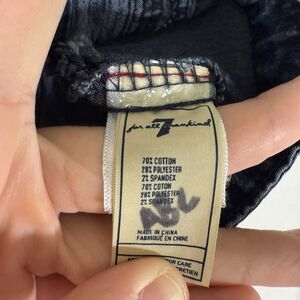 for all 7 mankind
70% COTTON
28% POLYESTER
2% SPANDEX
70% COTON
28% POLYESTER
2% SPANDEX
MADE IN CHINA
FABRIQUÉ EN CHINE
FOR CARE